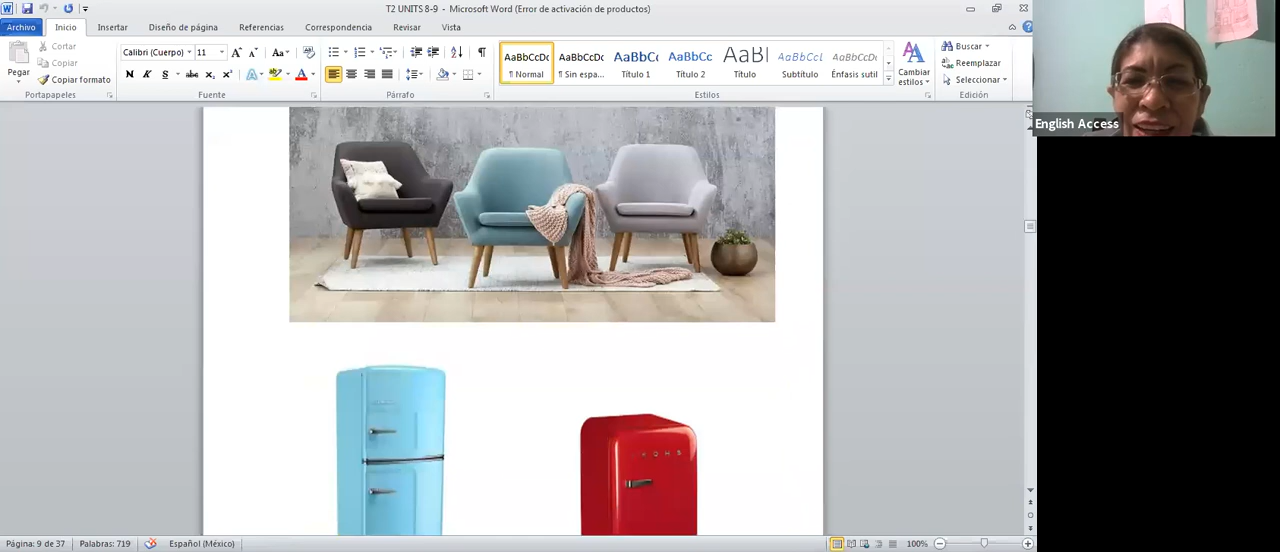 T2 UNITS 8-9 - Microsoft Word (Error de activación de productos)
Archivo Inicio Insertar Diseño de página Referencias Correspondencia Revisar Vista
Pegar
Cortar
Copiar
Copiar formato
Portapapeles
Calibri (Cuerpo) 11
Fuente
Párrafo
AaBbCcDc
¶ Normal
AaBbCcDc
¶ Sin espa...
AaBbC
Título 1
AaBbCc
Título 2
AaBl
Título
AaBbCcL
Subtítulo
AaBbCcDc
Énfasis sutil
Cambiar
estilos
Estilos
Buscar
Reemplazar
Seleccionar
Edición
English Access
Página: 9 de 37 Palabras: 719 Español (México) 100%